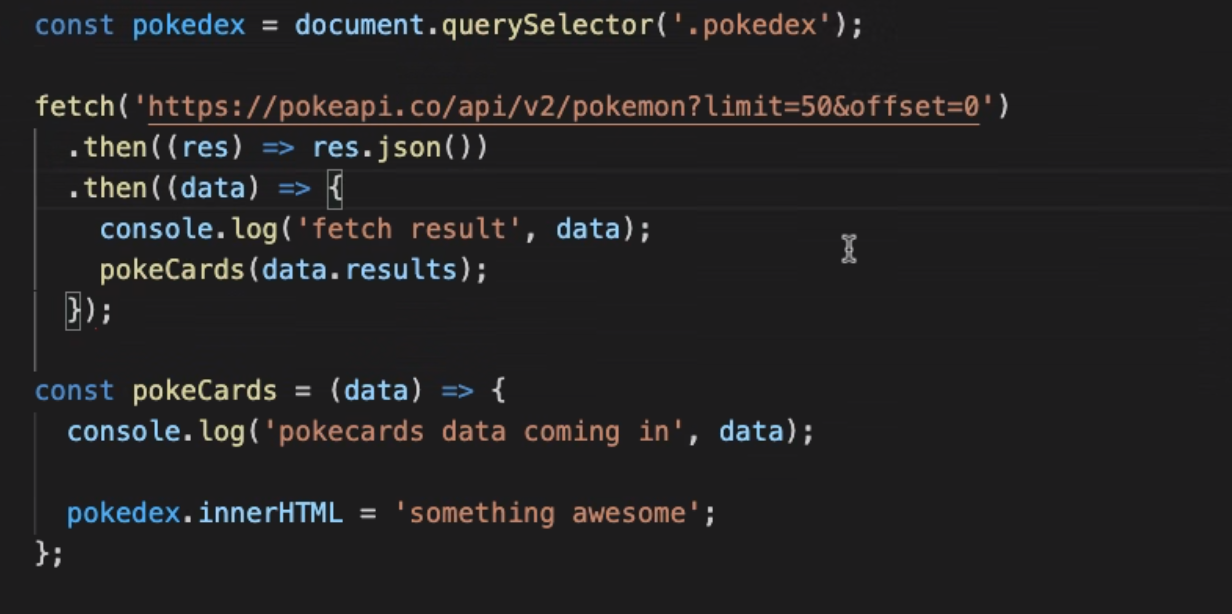 const pokedex = document.querySelector('.pokedex');
fetch('https://pokeapi.co/api/v2/pokemon?limit=50&offset=0')
.then((res) => res.json())
.then((data) => {
console.log('fetch result', data);
pokeCards(data.results);
});
const pokeCards = (data) => {
console.log('pokecards data coming in', data);
pokedex.innerHTML = 'something awesome';
};